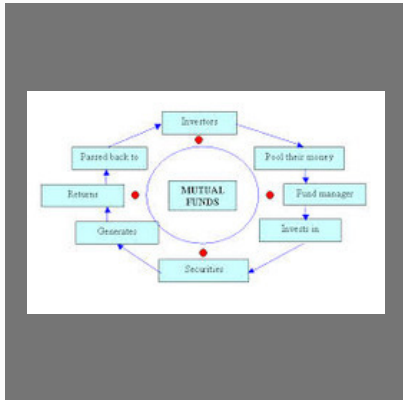 Investors
Passed back to
Pool their money
Returns
MUTUAL
FUNDS
Fund manager
Generates
Invests in
Securities